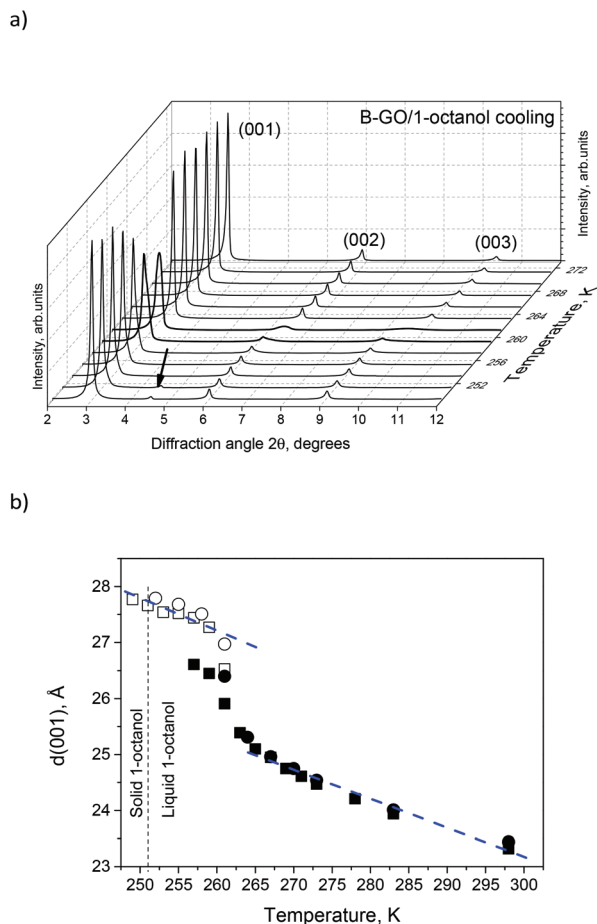 a)
B-GO/1-octanol cooling
(001)
(002)
(003)
Intensity, arb.units
Intensity, arb.units
272
268
264
260
256
252
Temperature, K
2 3 4 5 6 7 8 9 10 11 12
Diffraction angle 2θ, degrees
b)
28
27
26
25
24
23
d(001), Å
Solid 1-octanol
Liquid 1-octanol
250 255 260 265 270 275 280 285 290 295 300
Temperature, K